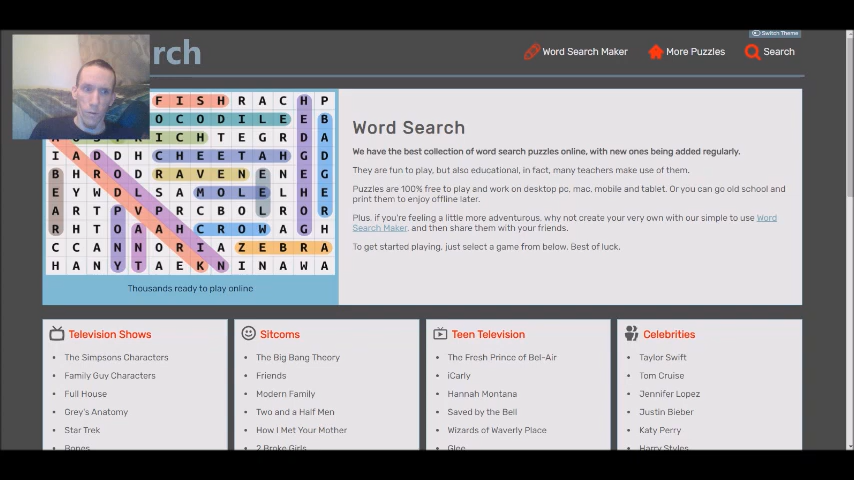 Switch Theme
rch
Word Search Maker
More Puzzles
Search
F I S H R A C H P
O C O D I L E E B
R I C H T E G R D A
I A D D H C H E E T A H G D
B H R O D R A V E N E N E G
E E Y W D L S A M O L E L H E
A R T P V P R C B O L R O R
R H T O A A H C R O W A G H
C C A N N O R I A Z E B R A
H A N Y T A E K N I N A W A
Thousands ready to play online
Word Search
We have the best collection of word search puzzles online, with new ones being added regularly.
They are fun to play, but also educational, in fact, many teachers make use of them.
Puzzles are 100% free to play and work on desktop pc, mac, mobile and tablet. Or you can go old school and
print them to enjoy offline later.
Plus, if you're feeling a little more adventurous, why not create your very own with our simple to use Word
Search Maker, and then share them with your friends.
To get started playing, just select a game from below. Best of luck.
Television Shows
The Simpsons Characters
Family Guy Characters
Full House
Grey's Anatomy
Star Trek
Bones
Sitcoms
The Big Bang Theory
Friends
Modern Family
Two and a Half Men
How I Met Your Mother
2 Broke Girls
Teen Television
The Fresh Prince of Bel-Air
iCarly
Hannah Montana
Saved by the Bell
Wizards of Waverly Place
Glee
Celebrities
Taylor Swift
Tom Cruise
Jennifer Lopez
Justin Bieber
Katy Perry
Harry Styles